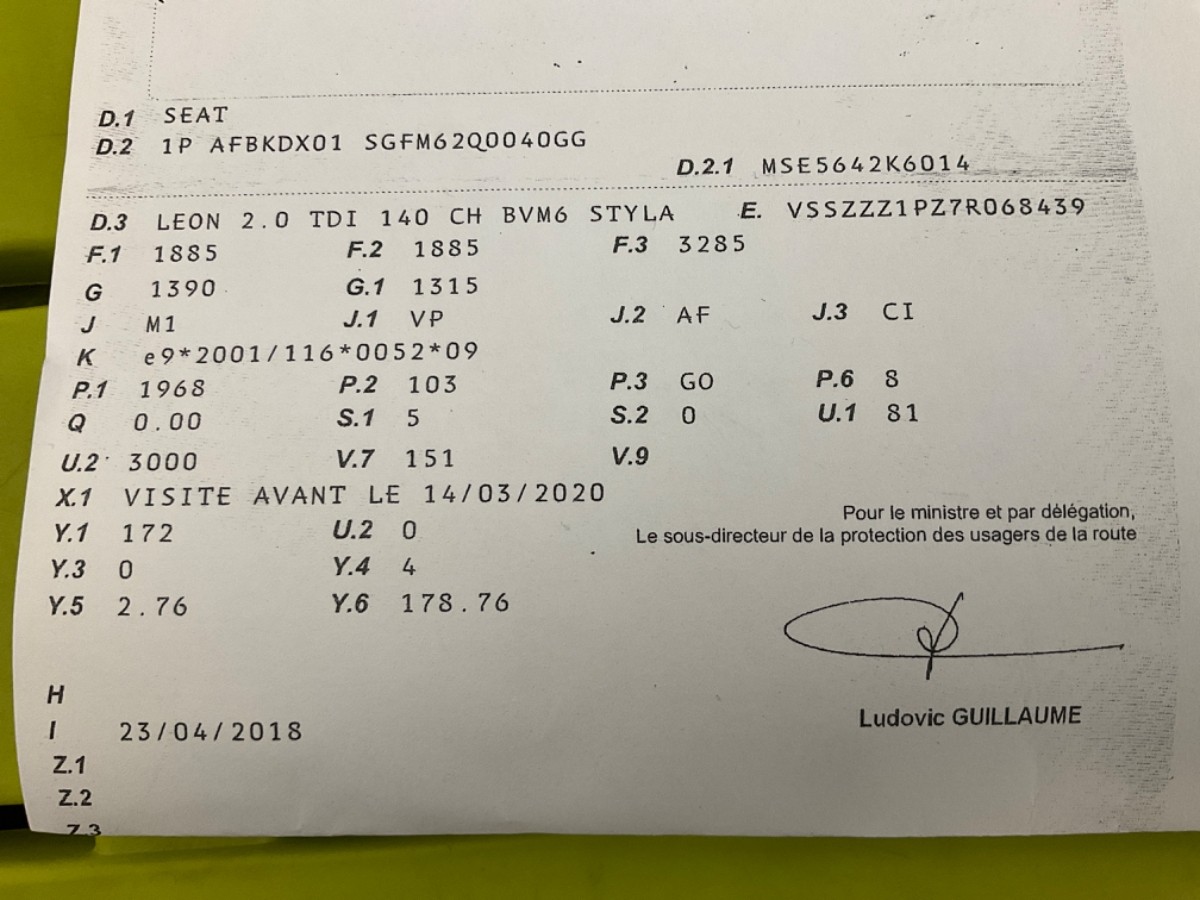 D.1 SEAT
D.2 1P AFBKDX01 SGFM62Q0040GG
D.2.1 MSE5642K6014
D.3 LEON 2.0 TDI 140 CH BVM6 STYLA E. VSSZZZ1PZ7R068439
F.1 1885 F.2 1885 F.3 3285
G 1390 G.1 1315
J M1 J.1 VP J.2 AF J.3 CI
K e9*2001/116*0052*09
P.1 1968 P.2 103 P.3 GO P.6 8
Q 0.00 S.1 5 S.2 0 U.1 81
U.2 3000 V.7 151 V.9
X.1 VISITE AVANT LE 14/03/2020
Pour le ministre et par délégation,
Y.1 172 U.2 0 Le sous-directeur de la protection des usagers de la route
Y.3 0 Y.4 4
Y.5 2.76 Y.6 178.76
H
I 23/04/2018
Ludovic GUILLAUME
Z.1
Z.2
Z.3